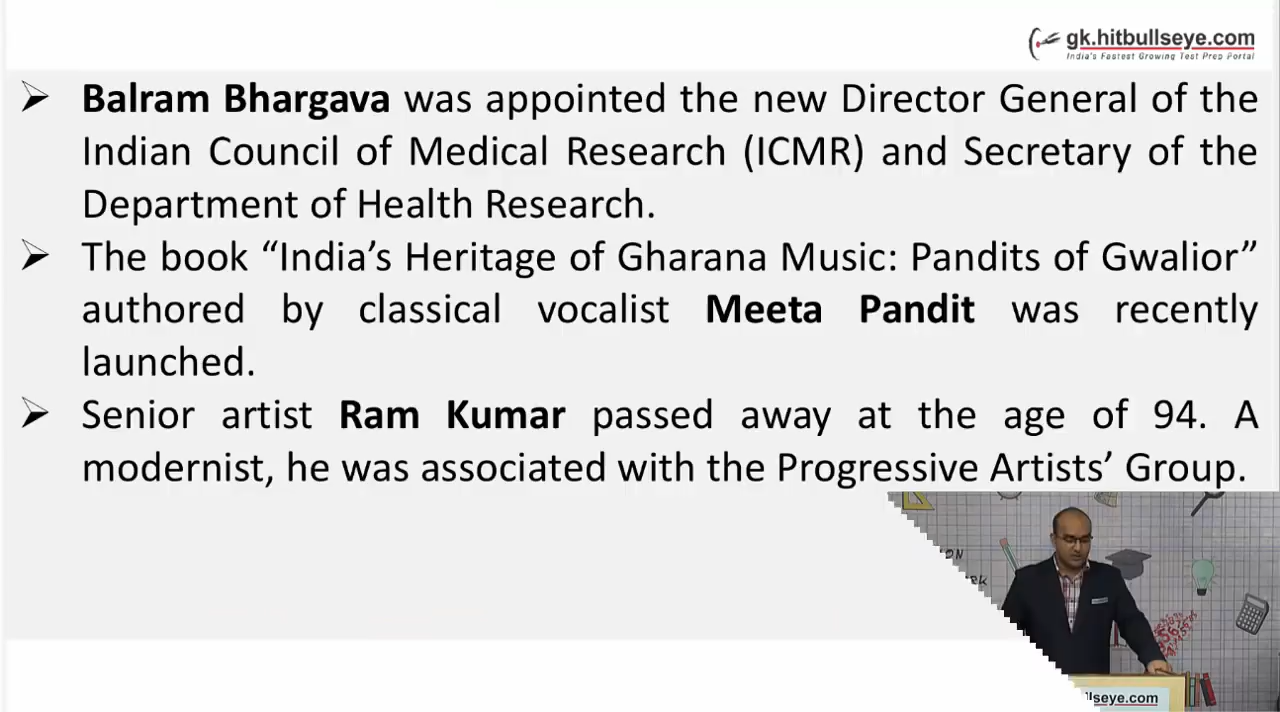 gk.hitbullseye.com
India's Fastest Growing Test Prep Portal
➢ Balram Bhargava was appointed the new Director General of the
Indian Council of Medical Research (ICMR) and Secretary of the
Department of Health Research.
➢ The book “India’s Heritage of Gharana Music: Pandits of Gwalior”
authored by classical vocalist Meeta Pandit was recently
launched.
➢ Senior artist Ram Kumar passed away at the age of 94. A
modernist, he was associated with the Progressive Artists’ Group.
llseye.com